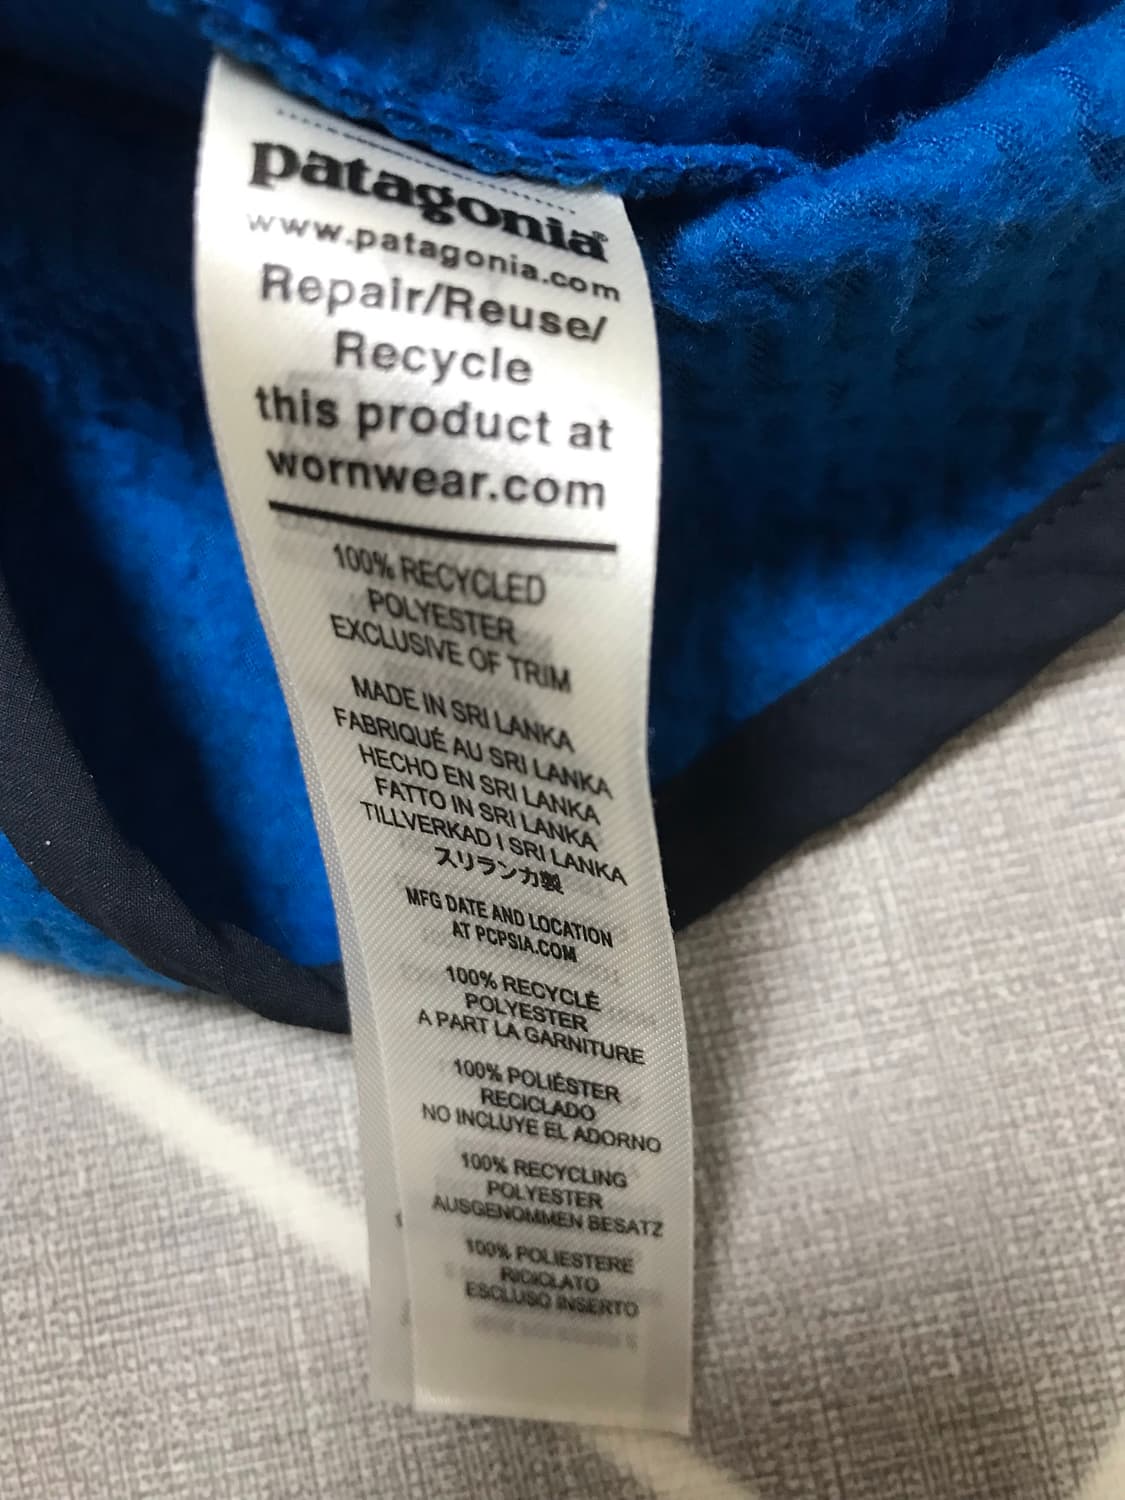 patagonia®
www.patagonia.com
Repair/Reuse/
Recycle
this product at
wornwear.com
100% RECYCLED
POLYESTER
EXCLUSIVE OF TRIM
MADE IN SRI LANKA
FABRIQUÉ AU SRI LANKA
HECHO EN SRI LANKA
FATTO IN SRI LANKA
TILLVERKAD I SRI LANKA
スリランカ製
MFG DATE AND LOCATION
AT PCPSIA.COM
100% RECYCLÉ
POLYESTER
A PART LA GARNITURE
100% POLIÉSTER
RECICLADO
NO INCLUYE EL ADORNO
100% RECYCLING
POLYESTER
AUSGENOMMEN BESATZ
100% POLIESTERE
RICICLATO
ESCLUSO INSERTO